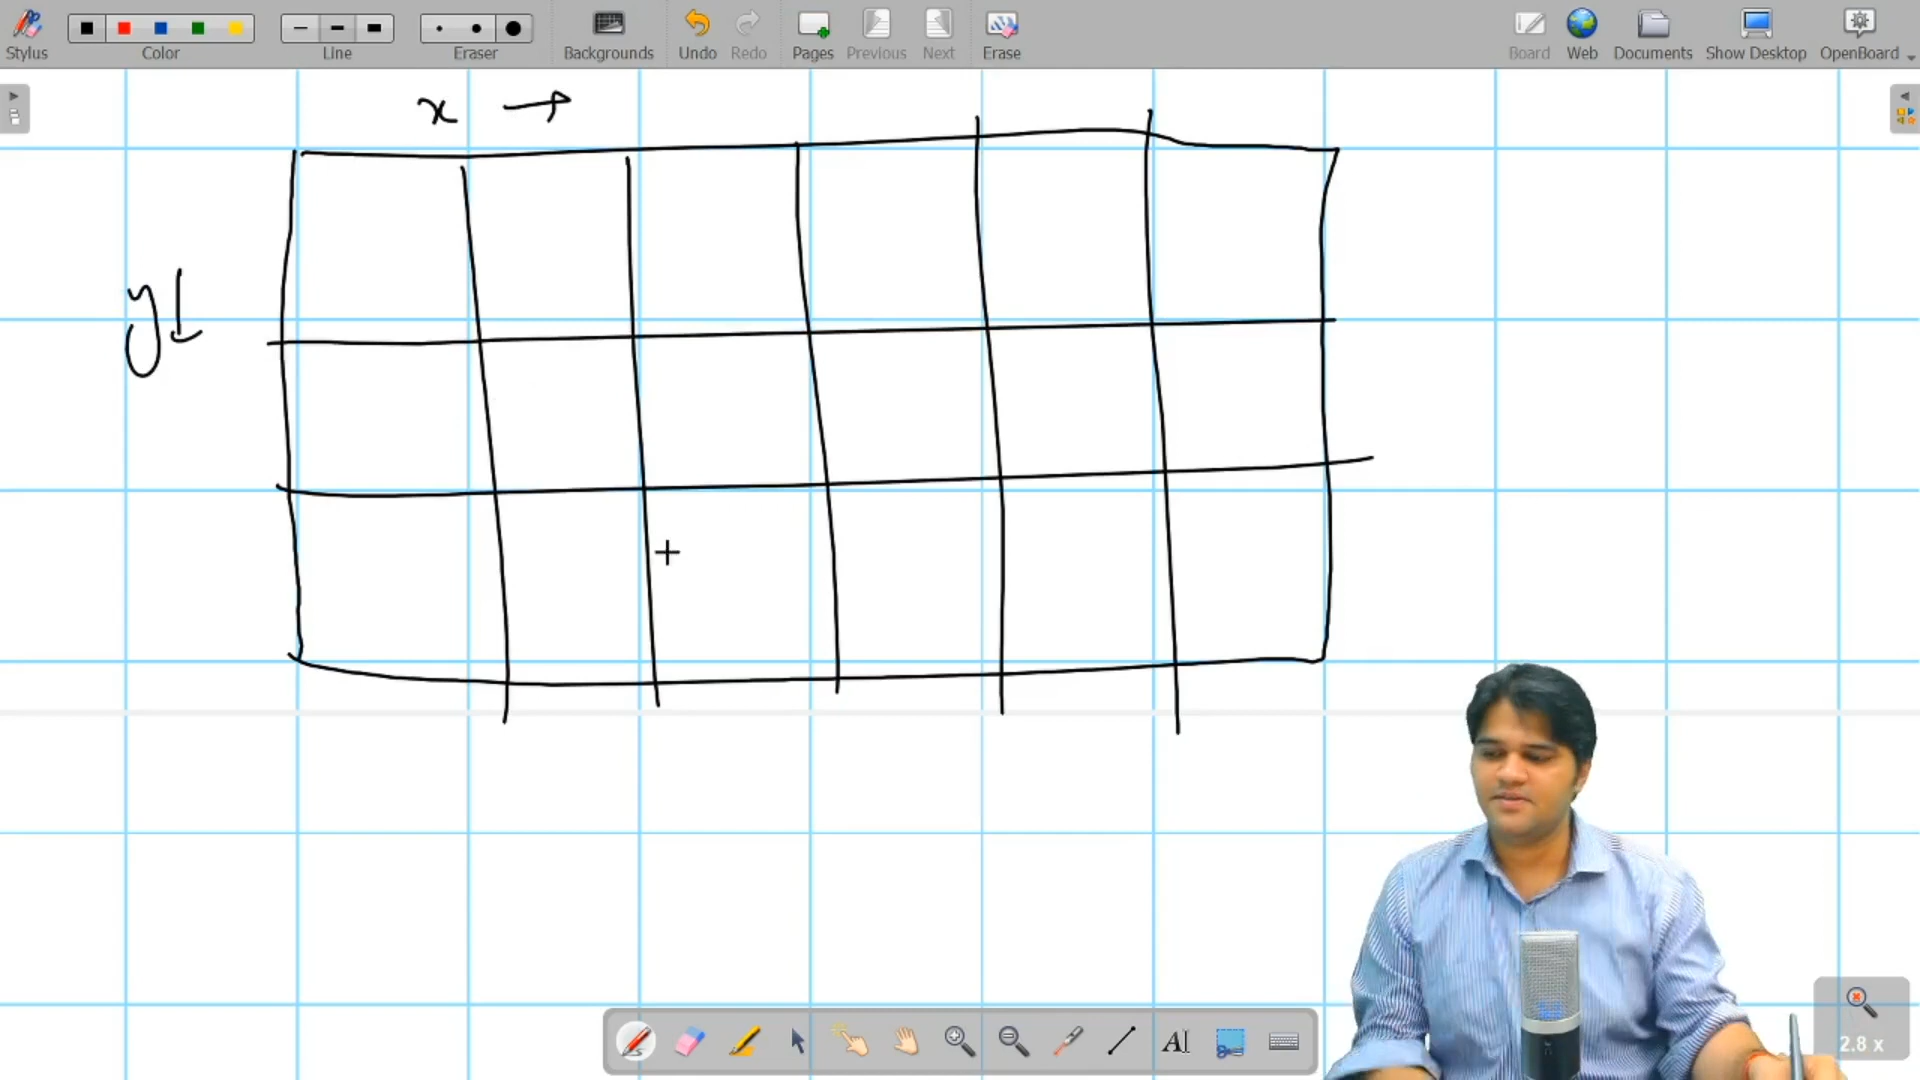 Stylus Color Line Eraser Backgrounds Undo Redo Pages Previous Next Erase Board Web Documents Show Desktop OpenBoard
x →
y ↓
2.8 x